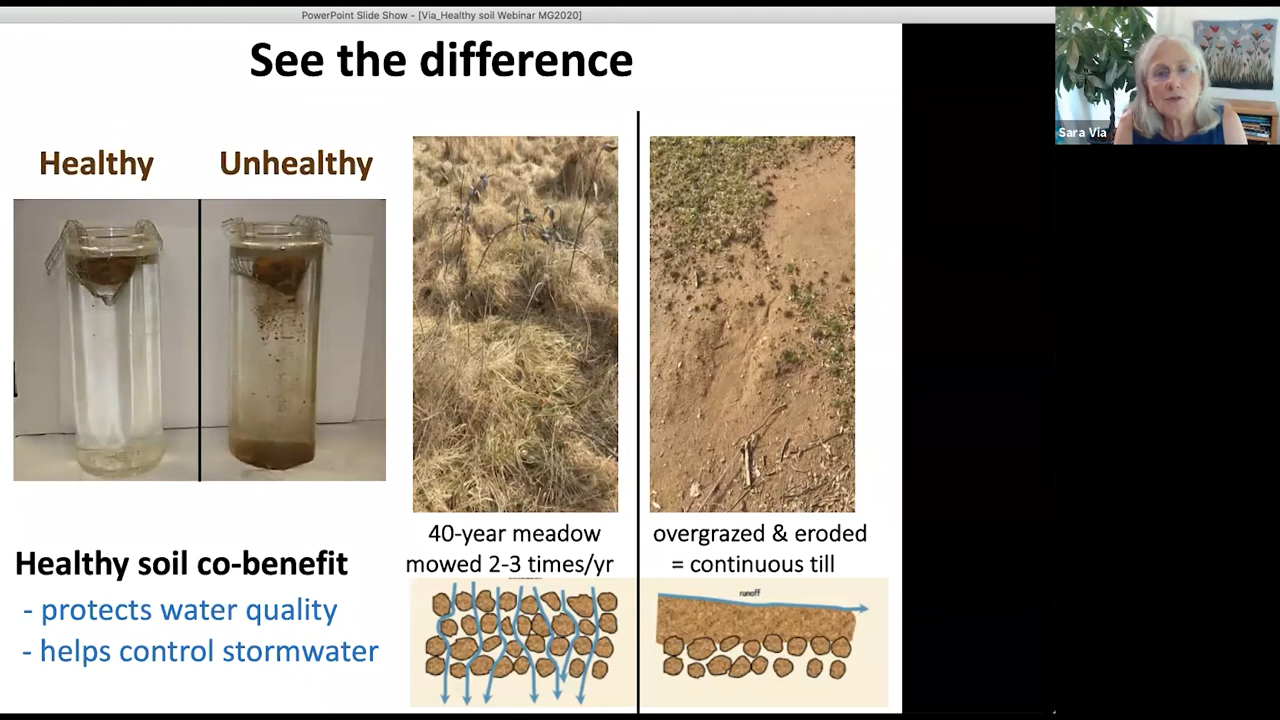 PowerPoint Slide Show - [Via_Healthy soil Webinar MG2020]
See the difference
Healthy
Unhealthy
40-year meadow
mowed 2-3 times/yr
overgrazed & eroded
= continuous till
runoff
Healthy soil co-benefit
- protects water quality
- helps control stormwater
Sara Via